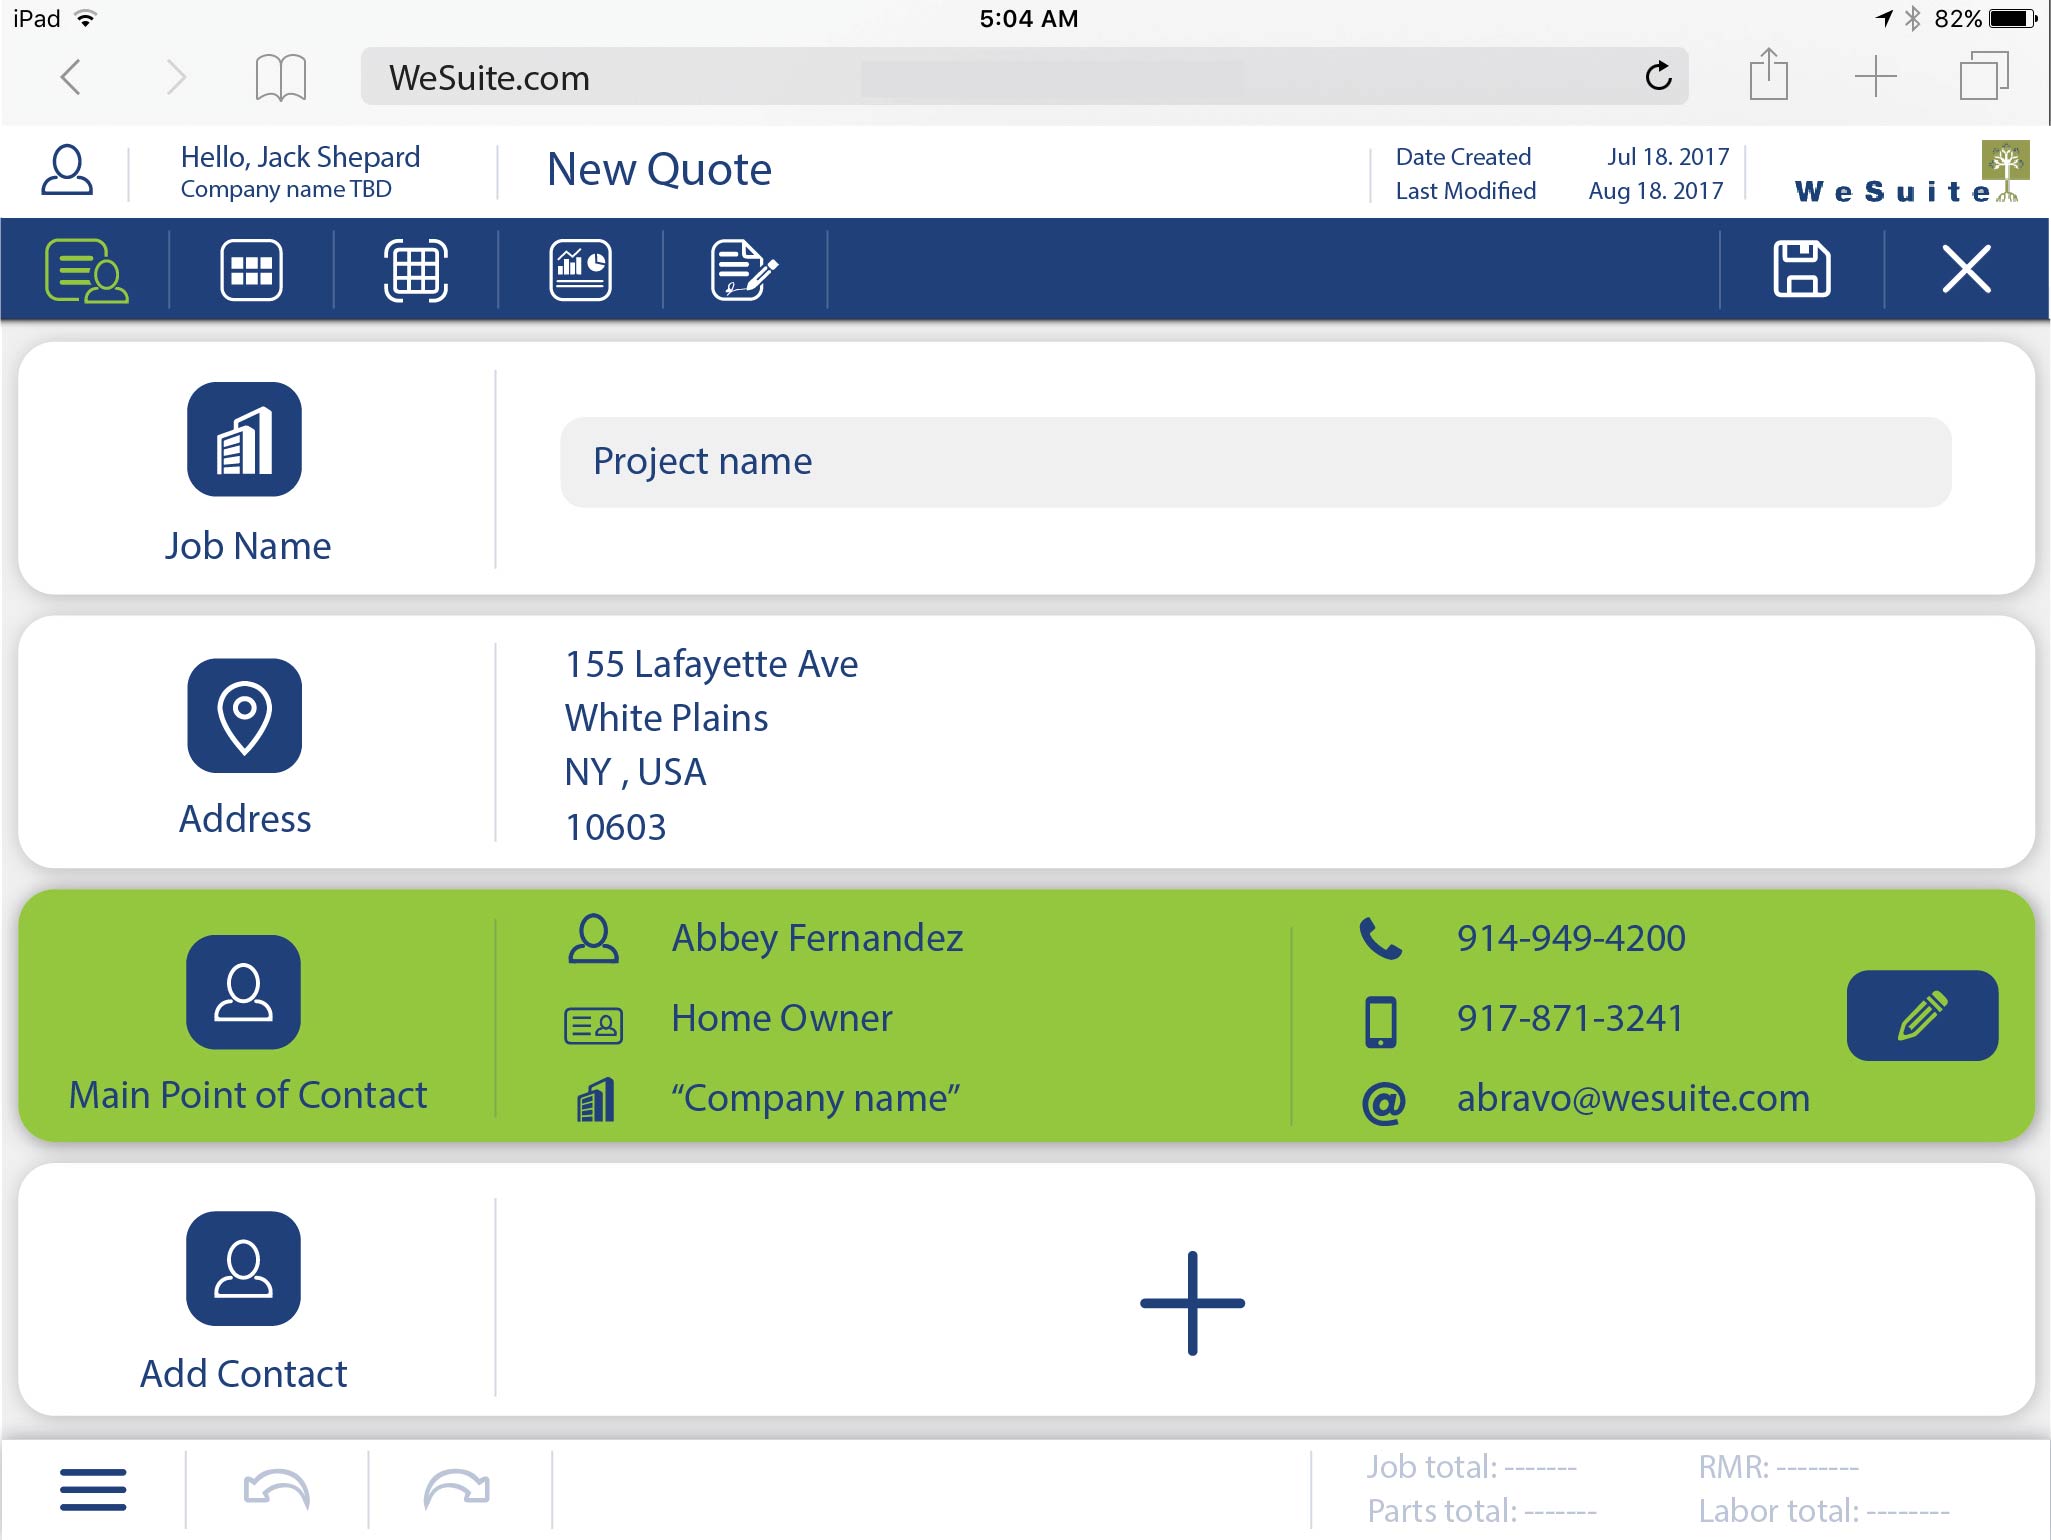 iPad 5:04 AM 82%
WeSuite.com
Hello, Jack Shepard
Company name TBD
New Quote
Date Created Jul 18. 2017
Last Modified Aug 18. 2017
WeSuite
Job Name
Project name
Address
155 Lafayette Ave
White Plains
NY , USA
10603
Main Point of Contact
Abbey Fernandez
Home Owner
“Company name”
914-949-4200
917-871-3241
@ abravo@wesuite.com
Add Contact
Job total: ------- RMR: --------
Parts total: ------- Labor total: --------